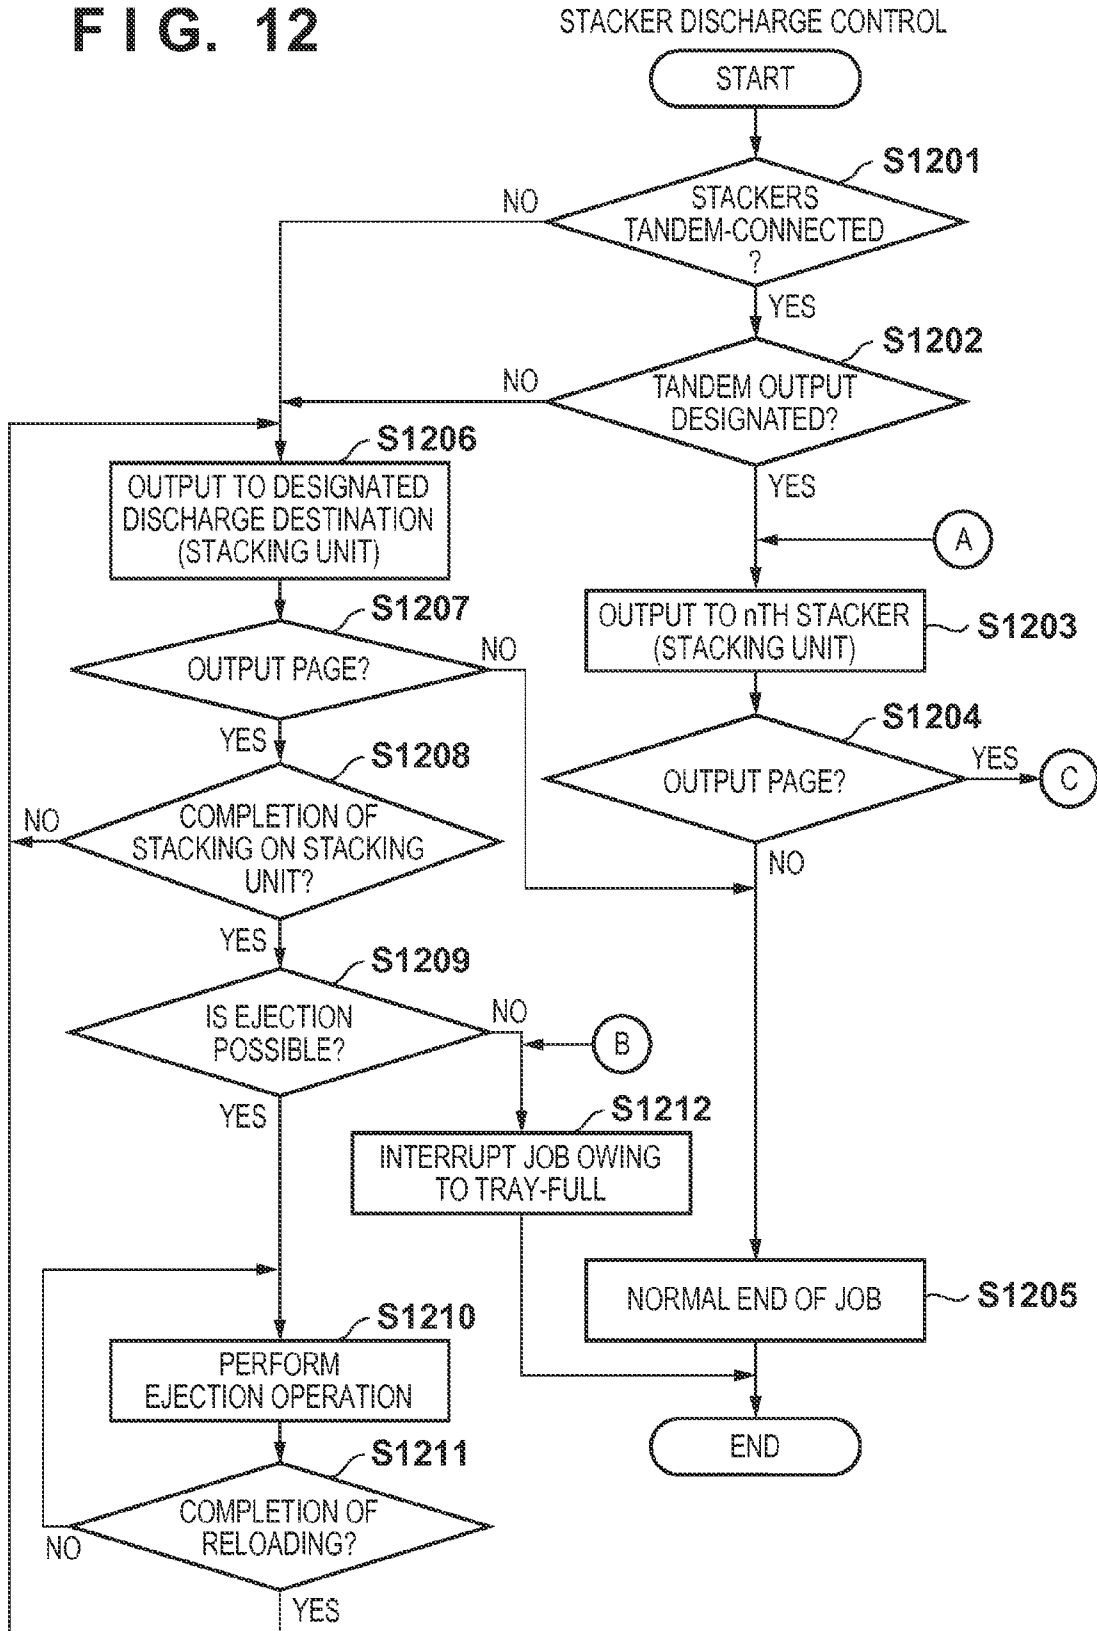 FIG. 12
STACKER DISCHARGE CONTROL
START
S1201
STACKERS
TANDEM-CONNECTED
?
NO
YES
S1202
TANDEM OUTPUT
DESIGNATED?
NO
YES
S1206
OUTPUT TO DESIGNATED
DISCHARGE DESTINATION
(STACKING UNIT)
A
S1207
OUTPUT PAGE?
NO
YES
OUTPUT TO nTH STACKER
(STACKING UNIT)
S1203
S1204
OUTPUT PAGE?
YES
C
NO
S1208
COMPLETION OF
STACKING ON STACKING
UNIT?
NO
YES
S1209
IS EJECTION
POSSIBLE?
NO
B
YES
S1212
INTERRUPT JOB OWING
TO TRAY-FULL
NORMAL END OF JOB
S1205
S1210
PERFORM
EJECTION OPERATION
END
S1211
COMPLETION OF
RELOADING?
NO
YES